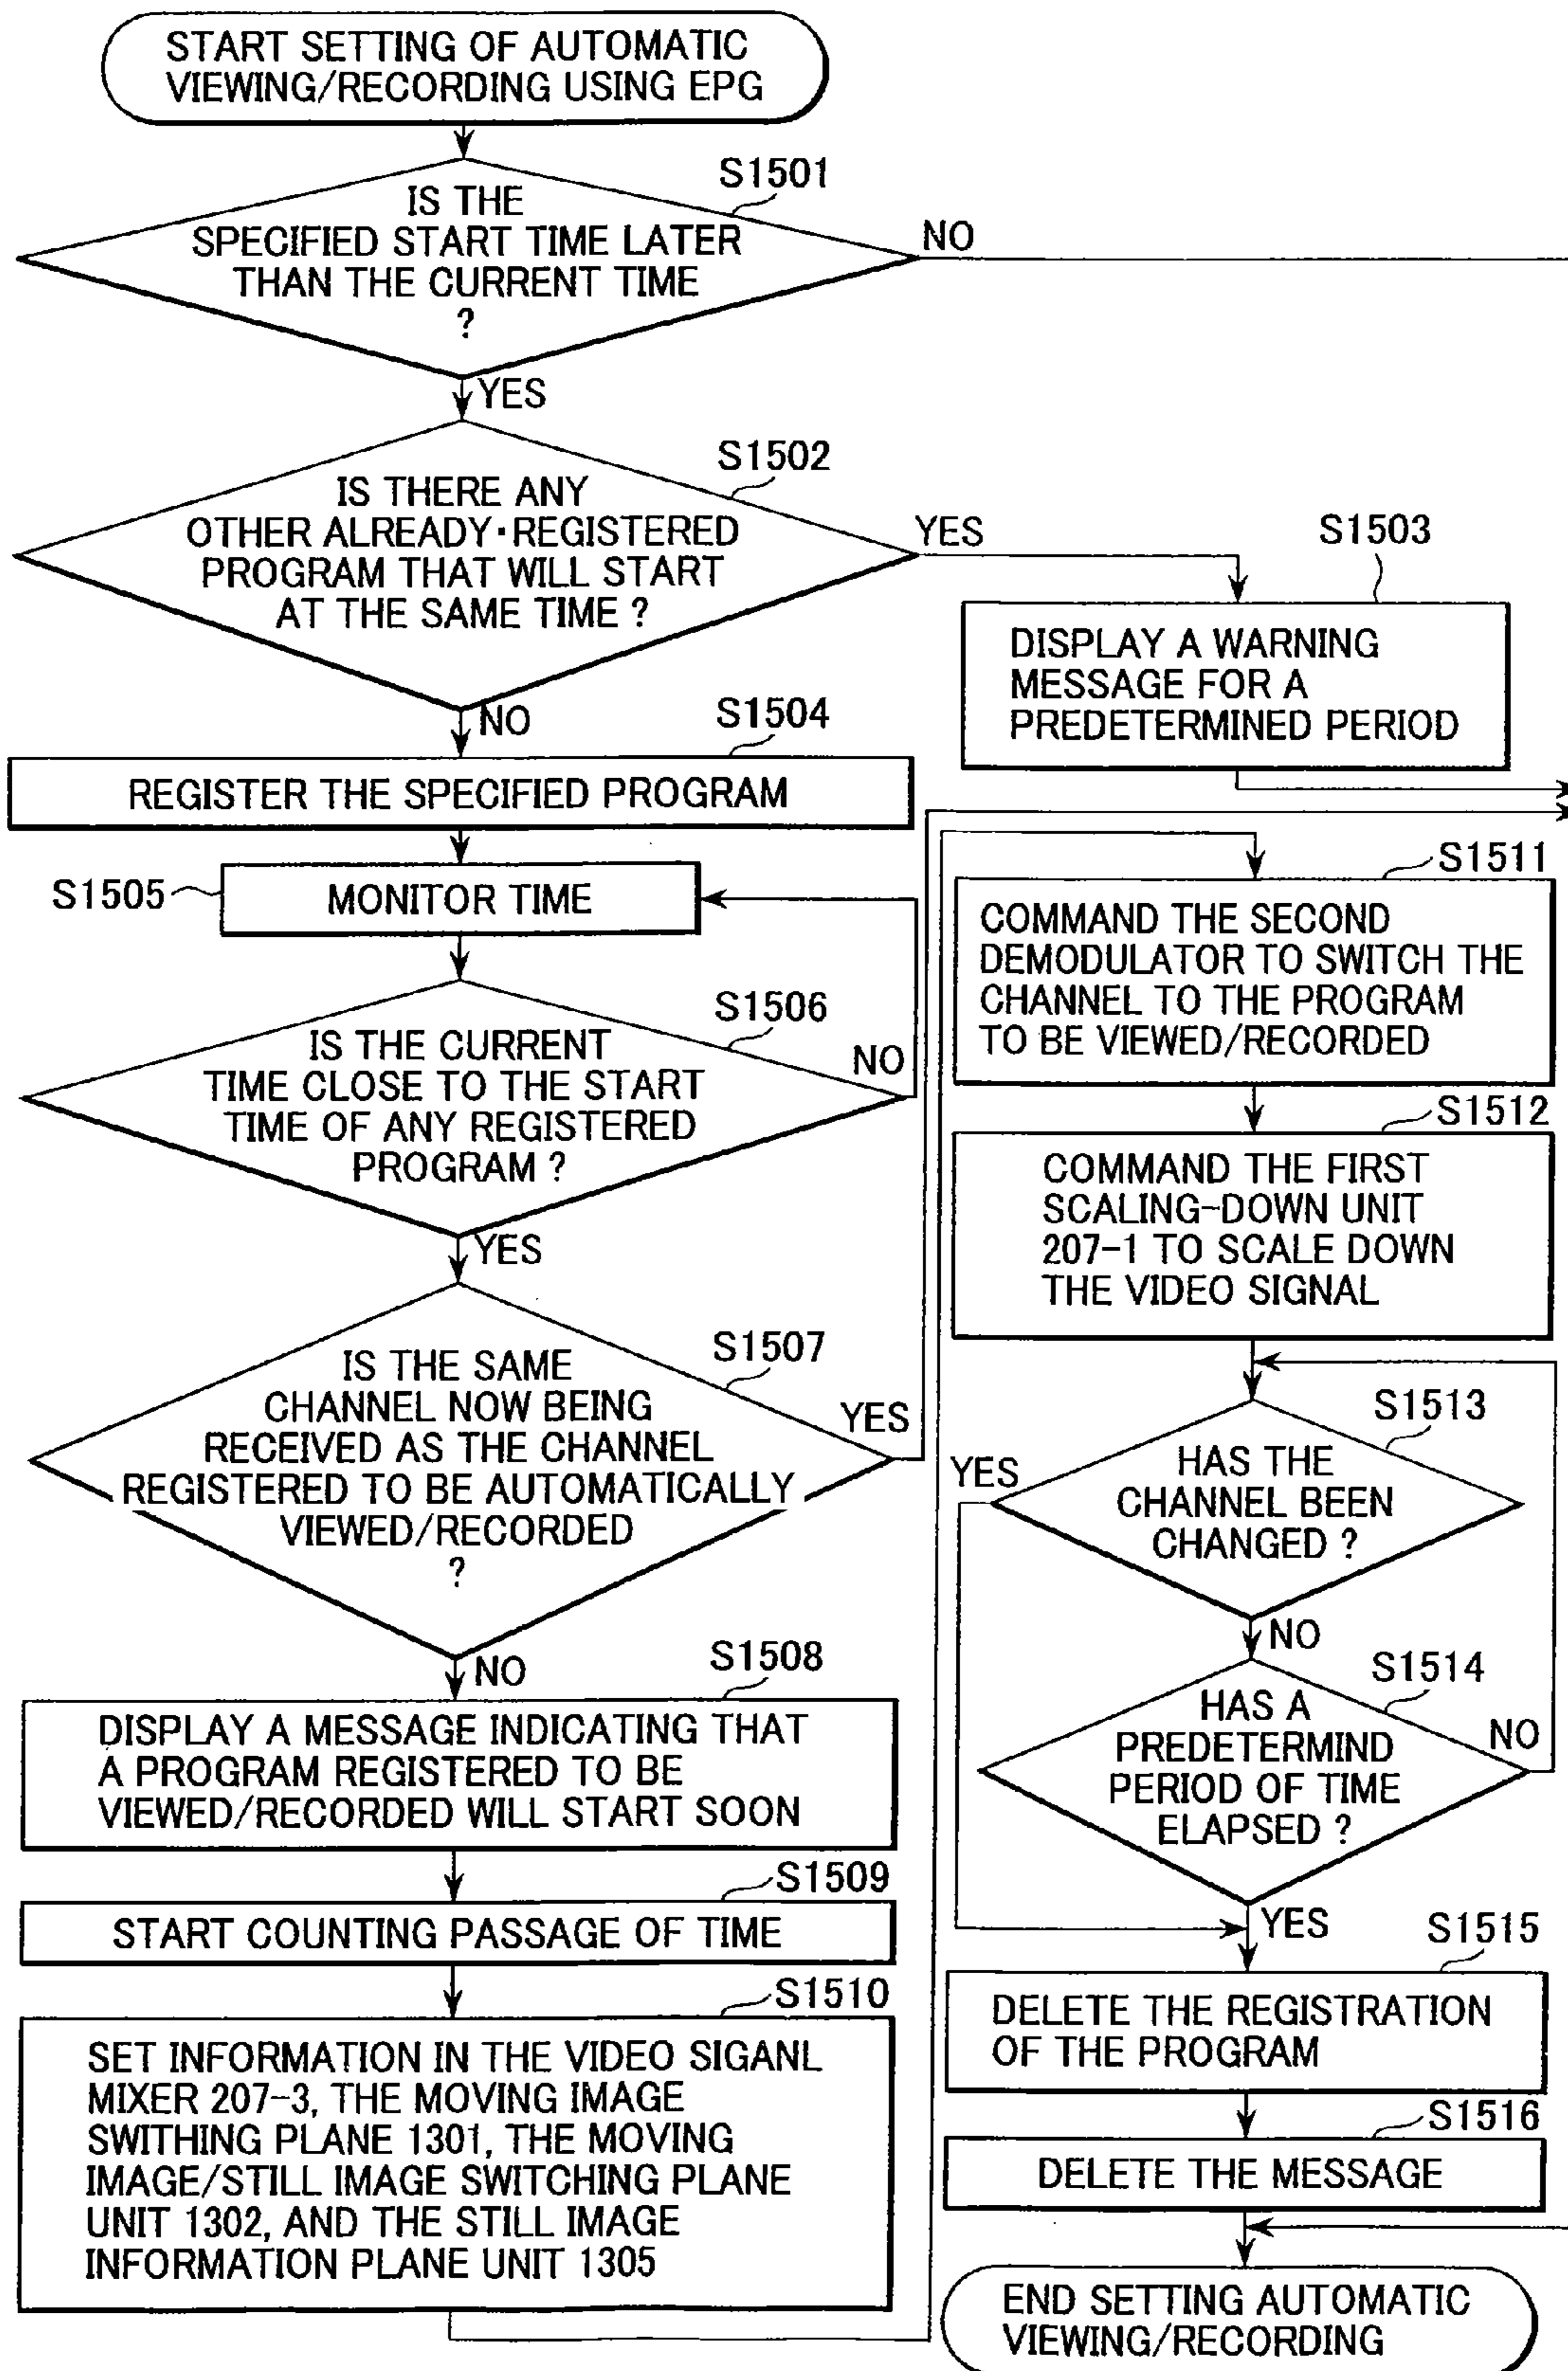 START SETTING OF AUTOMATIC
VIEWING/RECORDING USING EPG
S1501
IS THE
SPECIFIED START TIME LATER
THAN THE CURRENT TIME
?
NO
YES
S1502
IS THERE ANY
OTHER ALREADY·REGISTERED
PROGRAM THAT WILL START
AT THE SAME TIME ?
YES
NO
S1503
DISPLAY A WARNING
MESSAGE FOR A
PREDETERMINED PERIOD
S1504
REGISTER THE SPECIFIED PROGRAM
S1505
MONITOR TIME
S1506
IS THE CURRENT
TIME CLOSE TO THE START
TIME OF ANY REGISTERED
PROGRAM ?
NO
YES
S1507
IS THE SAME
CHANNEL NOW BEING
RECEIVED AS THE CHANNEL
REGISTERED TO BE AUTOMATICALLY
VIEWED/RECORDED
?
YES
NO
S1508
DISPLAY A MESSAGE INDICATING THAT
A PROGRAM REGISTERED TO BE
VIEWED/RECORDED WILL START SOON
S1509
START COUNTING PASSAGE OF TIME
S1510
SET INFORMATION IN THE VIDEO SIGANL
MIXER 207-3, THE MOVING IMAGE
SWITHING PLANE 1301, THE MOVING
IMAGE/STILL IMAGE SWITCHING PLANE
UNIT 1302, AND THE STILL IMAGE
INFORMATION PLANE UNIT 1305
S1511
COMMAND THE SECOND
DEMODULATOR TO SWITCH THE
CHANNEL TO THE PROGRAM
TO BE VIEWED/RECORDED
S1512
COMMAND THE FIRST
SCALING-DOWN UNIT
207-1 TO SCALE DOWN
THE VIDEO SIGNAL
S1513
HAS THE
CHANNEL BEEN
CHANGED ?
YES
NO
S1514
HAS A
PREDETERMIND
PERIOD OF TIME
ELAPSED ?
NO
YES
S1515
DELETE THE REGISTRATION
OF THE PROGRAM
S1516
DELETE THE MESSAGE
END SETTING AUTOMATIC
VIEWING/RECORDING